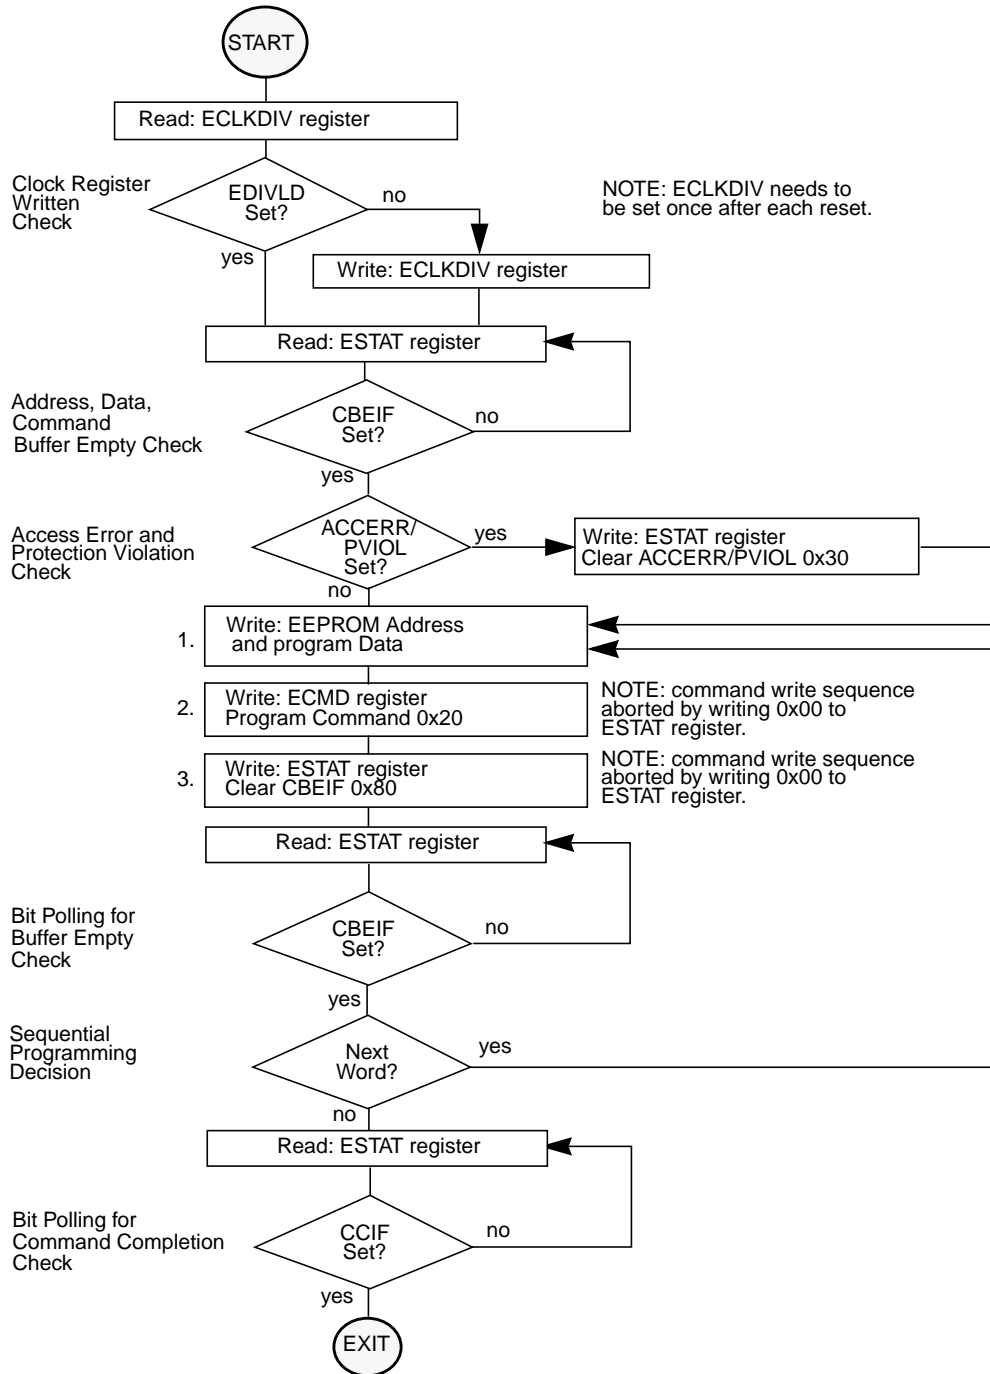 START
Read: ECLKDIV register
Clock Register
Written
Check
EDIVLD
Set?
no
yes
NOTE: ECLKDIV needs to
be set once after each reset.
Write: ECLKDIV register
Read: ESTAT register
Address, Data,
Command
Buffer Empty Check
CBEIF
Set?
no
yes
Access Error and
Protection Violation
Check
ACCERR/
PVIOL
Set?
yes
no
Write: ESTAT register
Clear ACCERR/PVIOL 0x30
1.
Write: EEPROM Address
and program Data
2.
Write: ECMD register
Program Command 0x20
NOTE: command write sequence
aborted by writing 0x00 to
ESTAT register.
3.
Write: ESTAT register
Clear CBEIF 0x80
NOTE: command write sequence
aborted by writing 0x00 to
ESTAT register.
Read: ESTAT register
Bit Polling for
Buffer Empty
Check
CBEIF
Set?
no
yes
Sequential
Programming
Decision
Next
Word?
yes
no
Read: ESTAT register
Bit Polling for
Command Completion
Check
CCIF
Set?
no
yes
EXIT